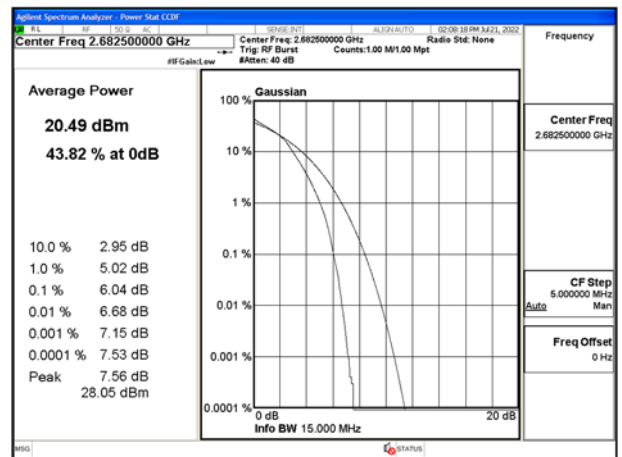 Agilent Spectrum Analyzer - Power Stat CCDF
RL RF 50 Ω AC SENSE:INT ALIGN AUTO 02:08:18 PM Jul 21, 2022
Center Freq 2.682500000 GHz
Center Freq: 2.682500000 GHz Radio Std: None
Trig: RF Burst Counts:1.00 M/1.00 Mpt
#IFGain:Low #Atten: 40 dB
Frequency
Average Power
20.49 dBm
43.82 % at 0dB
10.0 % 2.95 dB
1.0 % 5.02 dB
0.1 % 6.04 dB
0.01 % 6.68 dB
0.001 % 7.15 dB
0.0001 % 7.53 dB
Peak 7.56 dB
28.05 dBm
Gaussian
100 %
10 %
1 %
0.1 %
0.01 %
0.001 %
0.0001 %
0 dB 20 dB
Info BW 15.000 MHz
Center Freq
2.682500000 GHz
CF Step
5.000000 MHz
Auto Man
Freq Offset
0 Hz
MSG STATUS